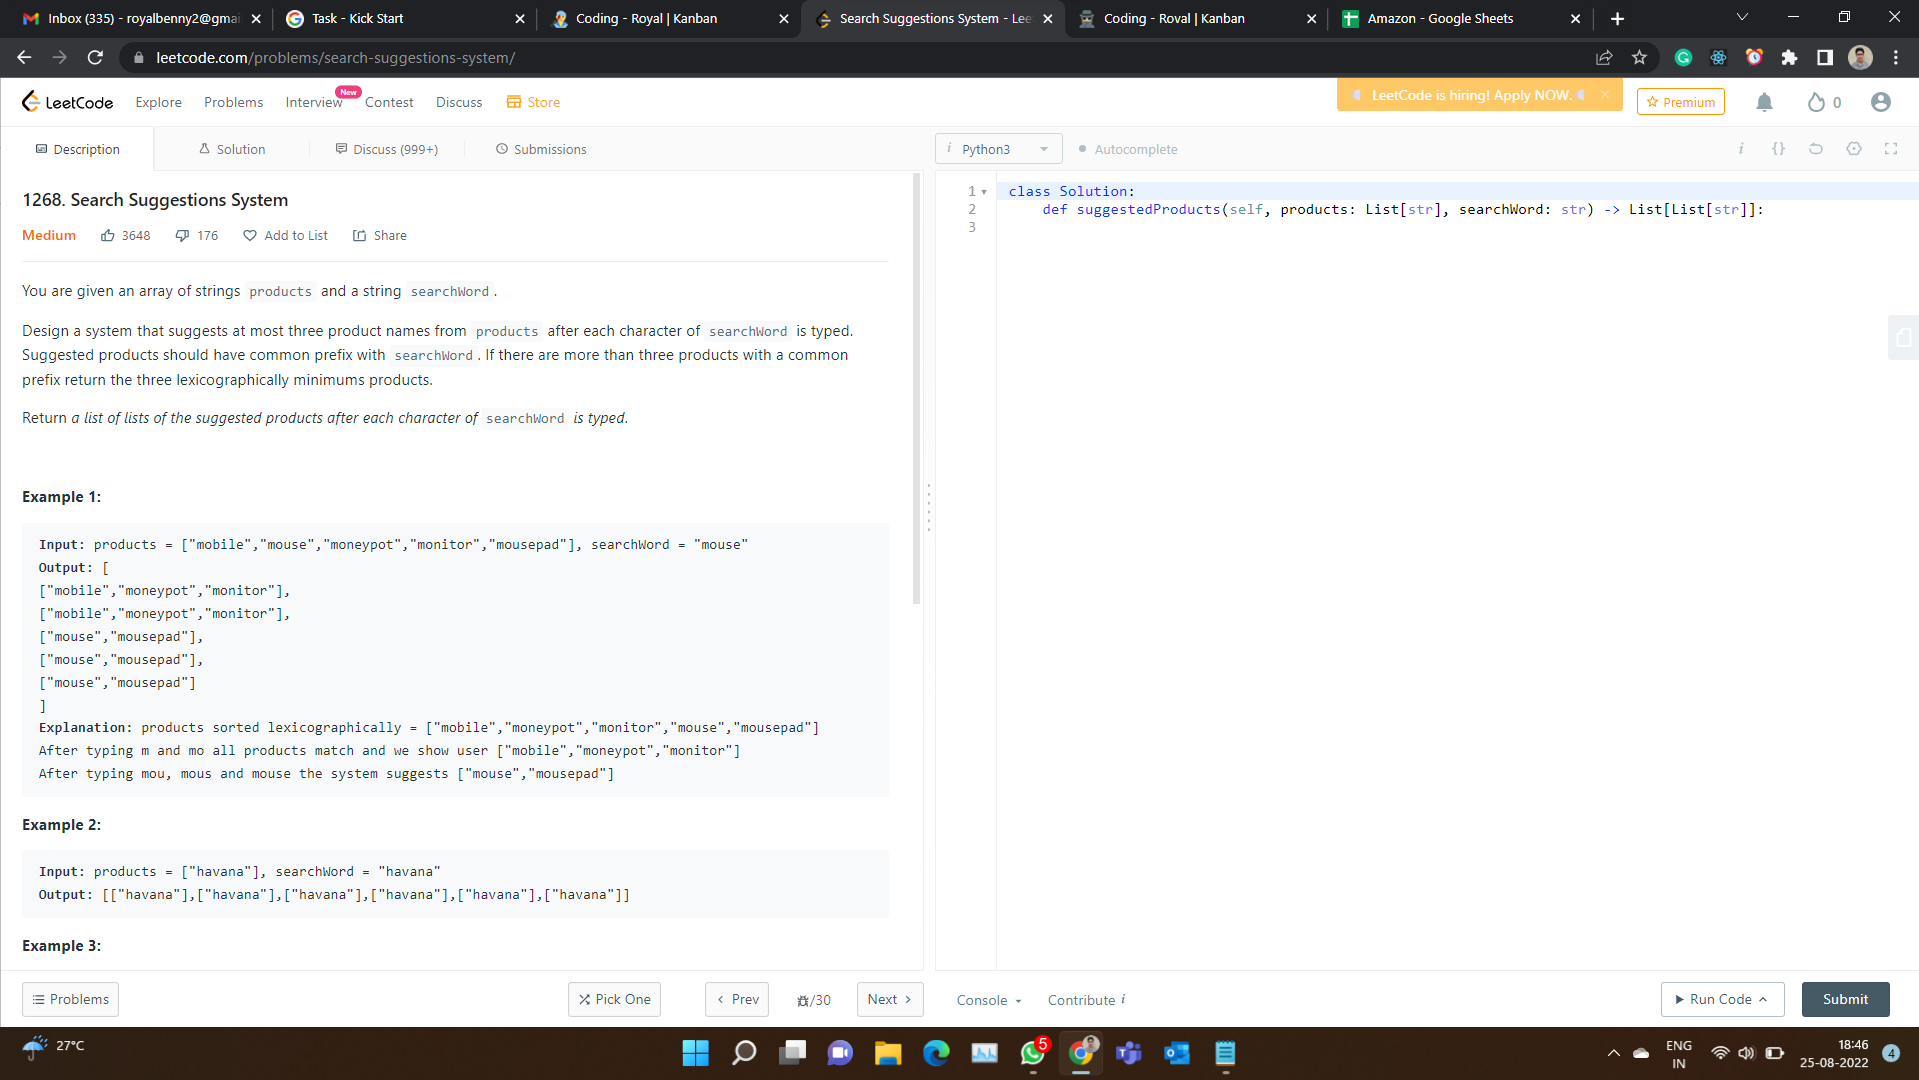 Inbox (335) - royalbenny2@gmai
Task - Kick Start
Coding - Royal | Kanban
Search Suggestions System - Lee
Coding - Royal | Kanban
Amazon - Google Sheets
leetcode.com/problems/search-suggestions-system/
LeetCode
Explore
Problems
Interview
New
Contest
Discuss
Store
LeetCode is hiring! Apply NOW.
Premium
0
Description
Solution
Discuss (999+)
Submissions
i Python3
Autocomplete
i
{}
1268. Search Suggestions System
Medium
3648
176
Add to List
Share
You are given an array of strings products and a string searchWord.
Design a system that suggests at most three product names from products after each character of searchWord is typed.
Suggested products should have common prefix with searchWord. If there are more than three products with a common
prefix return the three lexicographically minimums products.
Return a list of lists of the suggested products after each character of searchWord is typed.
Example 1:
Input: products = ["mobile","mouse","moneypot","monitor","mousepad"], searchWord = "mouse"
Output: [
["mobile","moneypot","monitor"],
["mobile","moneypot","monitor"],
["mouse","mousepad"],
["mouse","mousepad"],
["mouse","mousepad"]
]
Explanation: products sorted lexicographically = ["mobile","moneypot","monitor","mouse","mousepad"]
After typing m and mo all products match and we show user ["mobile","moneypot","monitor"]
After typing mou, mous and mouse the system suggests ["mouse","mousepad"]
Example 2:
Input: products = ["havana"], searchWord = "havana"
Output: [["havana"],["havana"],["havana"],["havana"],["havana"],["havana"]]
Example 3:
1 class Solution:
2 def suggestedProducts(self, products: List[str], searchWord: str) -> List[List[str]]:
3
Problems
Pick One
Prev
/30
Next
Console
Contribute i
Run Code
Submit
27°C
5
ENG
IN
18:46
25-08-2022
4